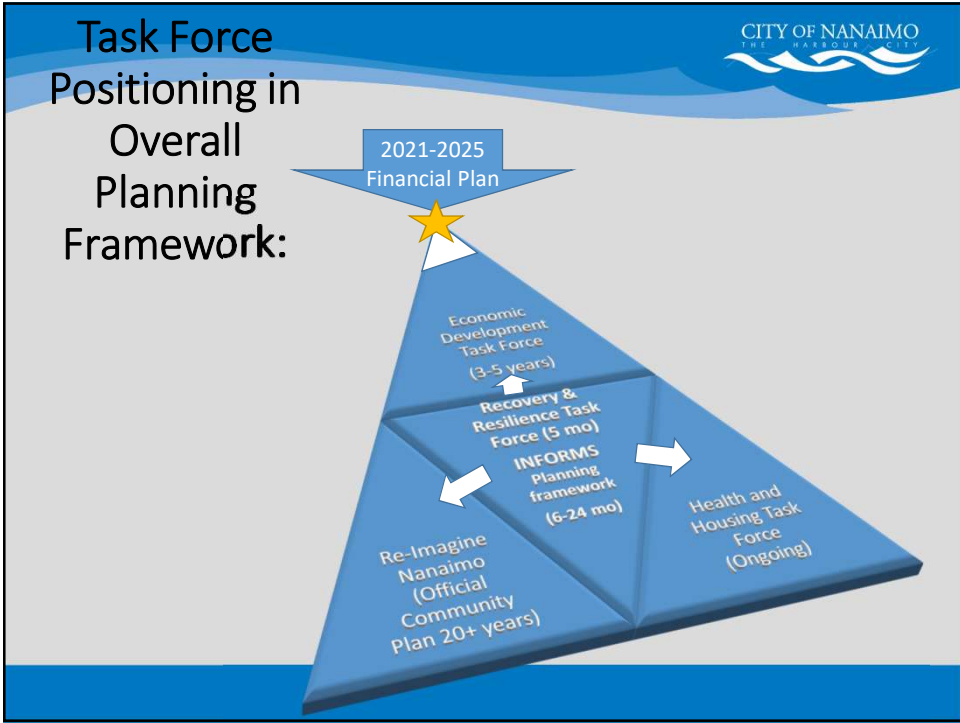 Task Force
Positioning in
Overall
Planning
Framework:
CITY OF NANAIMO
THE HARBOUR CITY
2021-2025
Financial Plan
Economic
Development
Task Force
(3-5 years)
Recovery &
Resilience Task
Force (5 mo)
INFORMS
Planning
framework
(6-24 mo)
Re-Imagine
Nanaimo
(Official
Community
Plan 20+ years)
Health and
Housing Task
Force
(Ongoing)